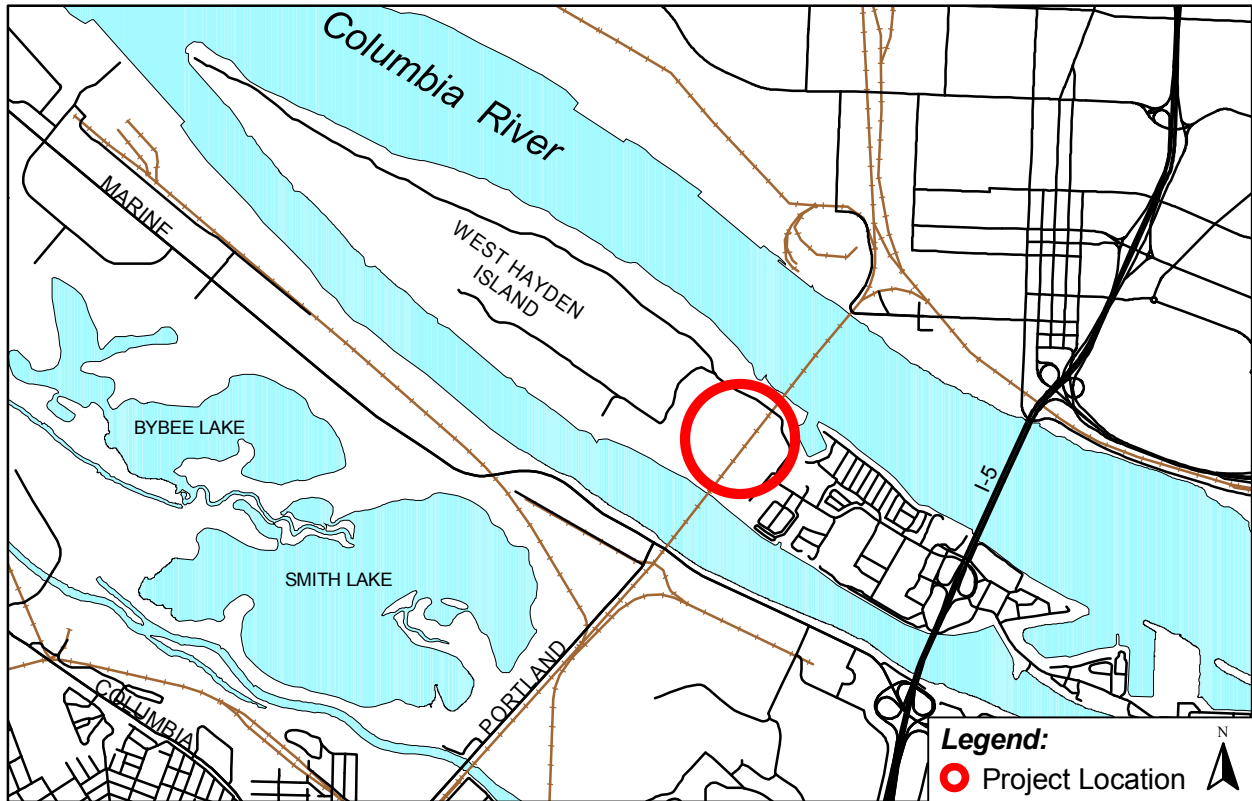 Columbia River
MARINE
WEST HAYDEN
ISLAND
BYBEE LAKE
I-5
SMITH LAKE
PORTLAND
COLUMBIA
Legend:
N
Project Location